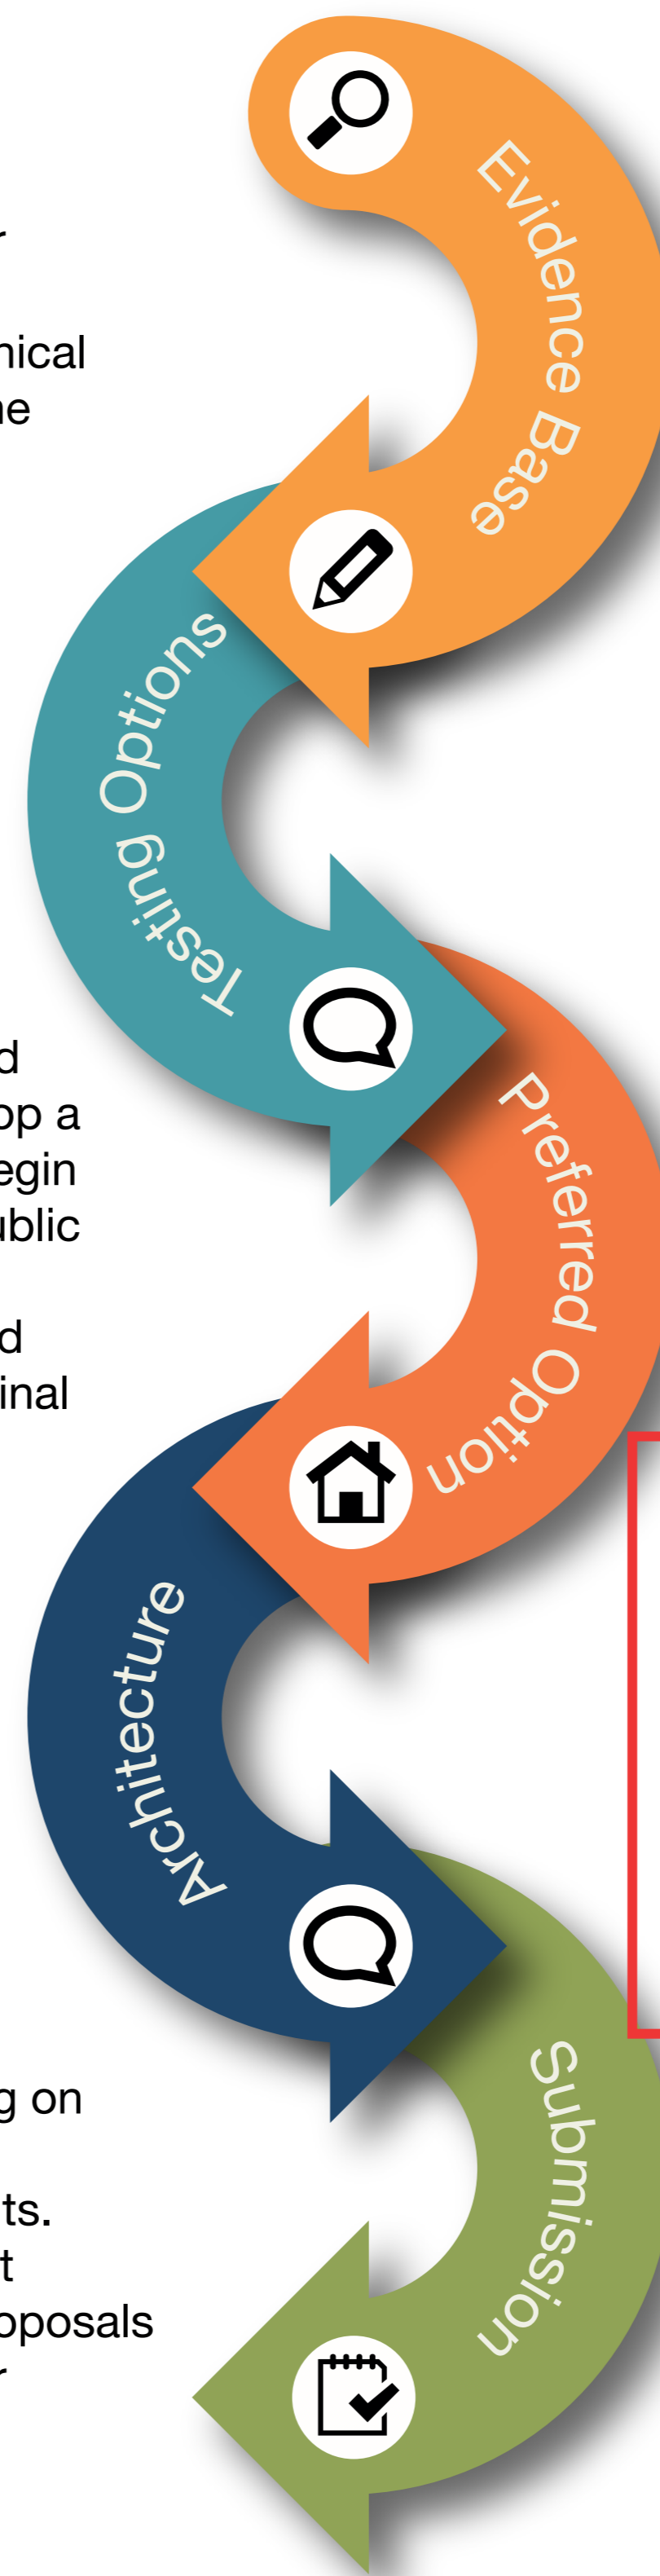 Evidence Base
r
nical
ne
Testing Options
d
op a
egin
ublic
Preferred Option
d
inal
Architecture
Submission
g on
ts.
t
oposals
r